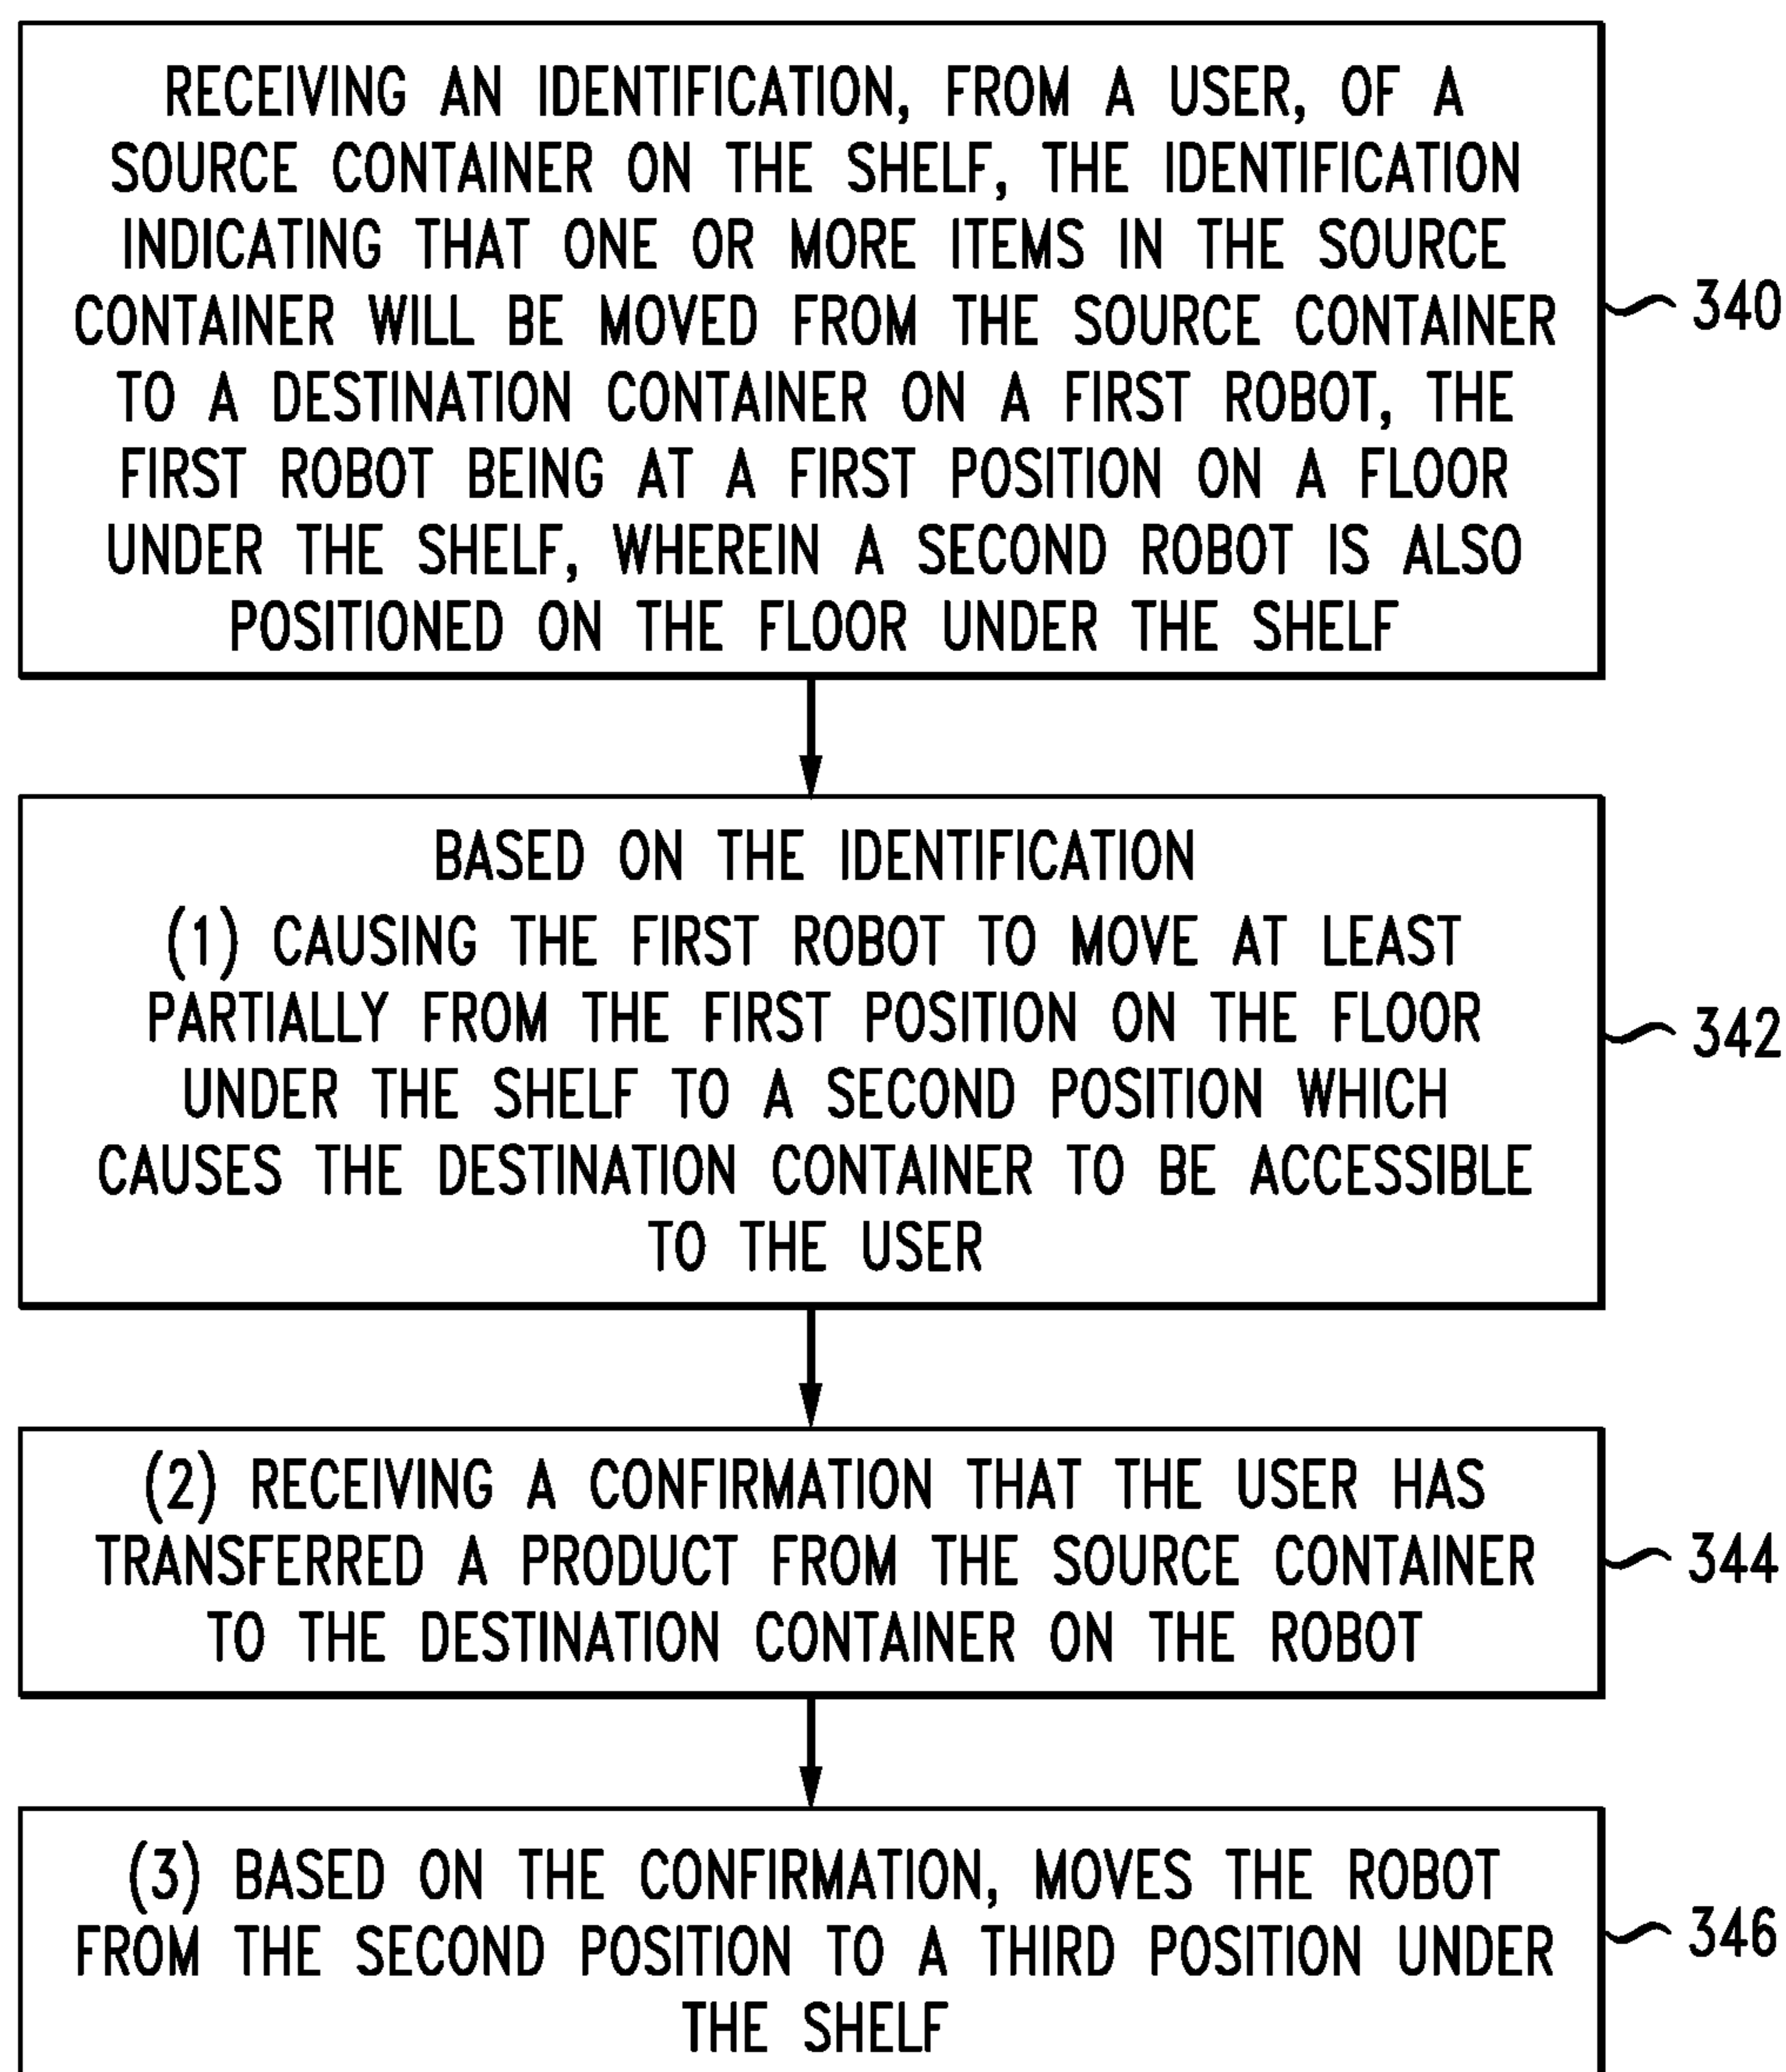 RECEIVING AN IDENTIFICATION, FROM A USER, OF A
SOURCE CONTAINER ON THE SHELF, THE IDENTIFICATION
INDICATING THAT ONE OR MORE ITEMS IN THE SOURCE
CONTAINER WILL BE MOVED FROM THE SOURCE CONTAINER
TO A DESTINATION CONTAINER ON A FIRST ROBOT, THE
FIRST ROBOT BEING AT A FIRST POSITION ON A FLOOR
UNDER THE SHELF, WHEREIN A SECOND ROBOT IS ALSO
POSITIONED ON THE FLOOR UNDER THE SHELF
340
BASED ON THE IDENTIFICATION
(1) CAUSING THE FIRST ROBOT TO MOVE AT LEAST
PARTIALLY FROM THE FIRST POSITION ON THE FLOOR
UNDER THE SHELF TO A SECOND POSITION WHICH
CAUSES THE DESTINATION CONTAINER TO BE ACCESSIBLE
TO THE USER
342
(2) RECEIVING A CONFIRMATION THAT THE USER HAS
TRANSFERRED A PRODUCT FROM THE SOURCE CONTAINER
TO THE DESTINATION CONTAINER ON THE ROBOT
344
(3) BASED ON THE CONFIRMATION, MOVES THE ROBOT
FROM THE SECOND POSITION TO A THIRD POSITION UNDER
THE SHELF
346